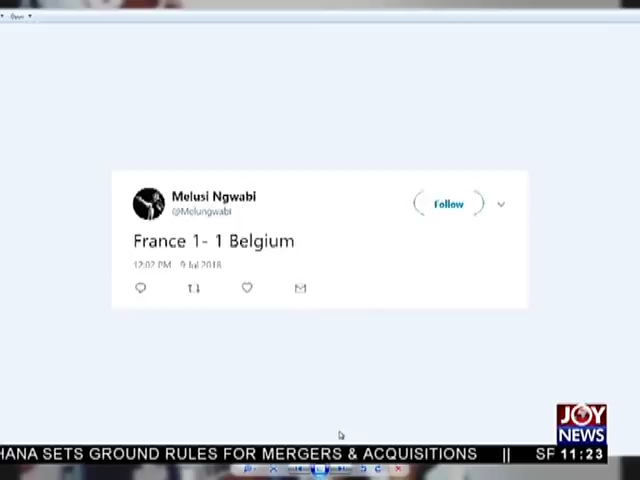 Open
Melusi Ngwabi
@Melungwabi
Follow
France 1- 1 Belgium
12:02 PM 9 Jul 2018
JOY
NEWS
HANA SETS GROUND RULES FOR MERGERS & ACQUISITIONS || SF 11:23